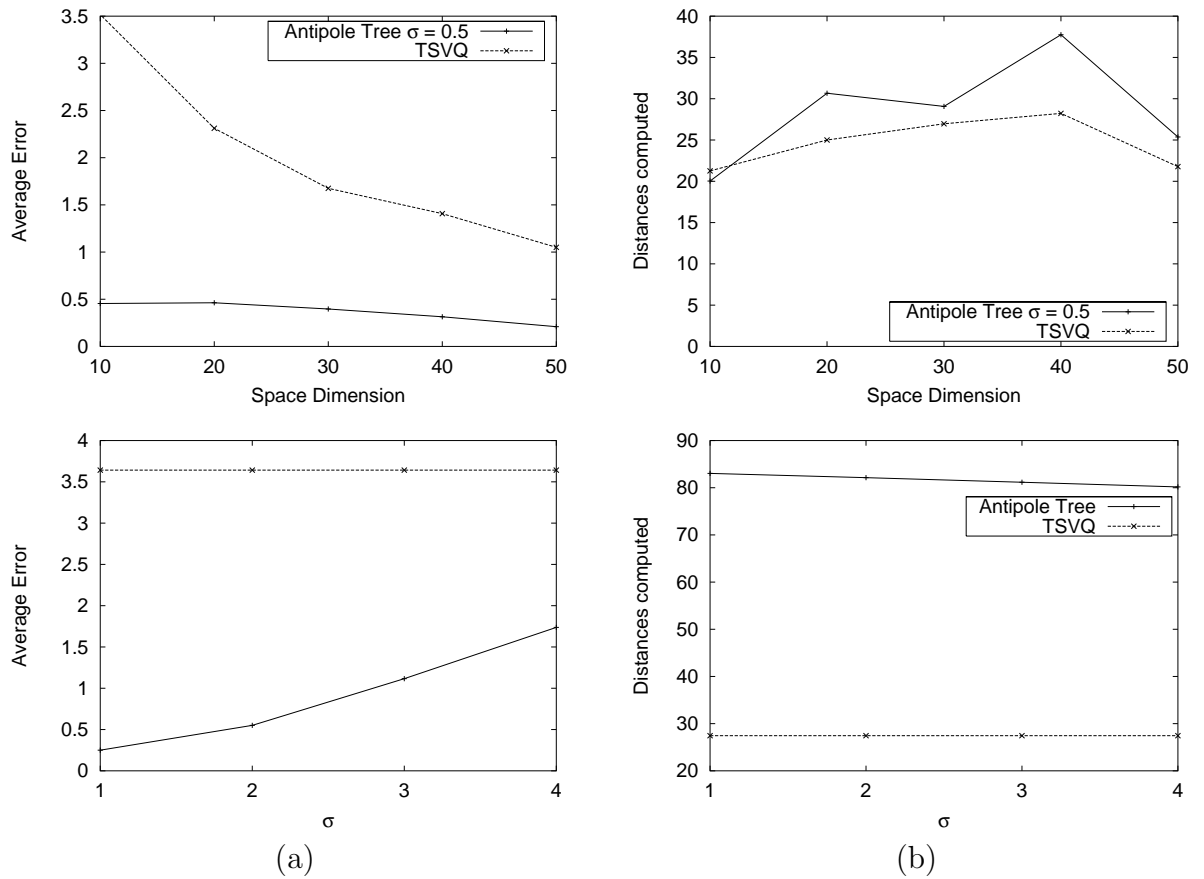 3.5
3
2.5
2
1.5
1
0.5
0
Average Error
10 20 30 40 50
Space Dimension
Antipole Tree σ = 0.5
TSVQ
40
35
30
25
20
15
10
5
0
Distances computed
10 20 30 40 50
Space Dimension
Antipole Tree σ = 0.5
TSVQ
4
3.5
3
2.5
2
1.5
1
0.5
0
Average Error
1 2 3 4
σ
(a)
90
80
70
60
50
40
30
20
Distances computed
1 2 3 4
σ
Antipole Tree
TSVQ
(b)